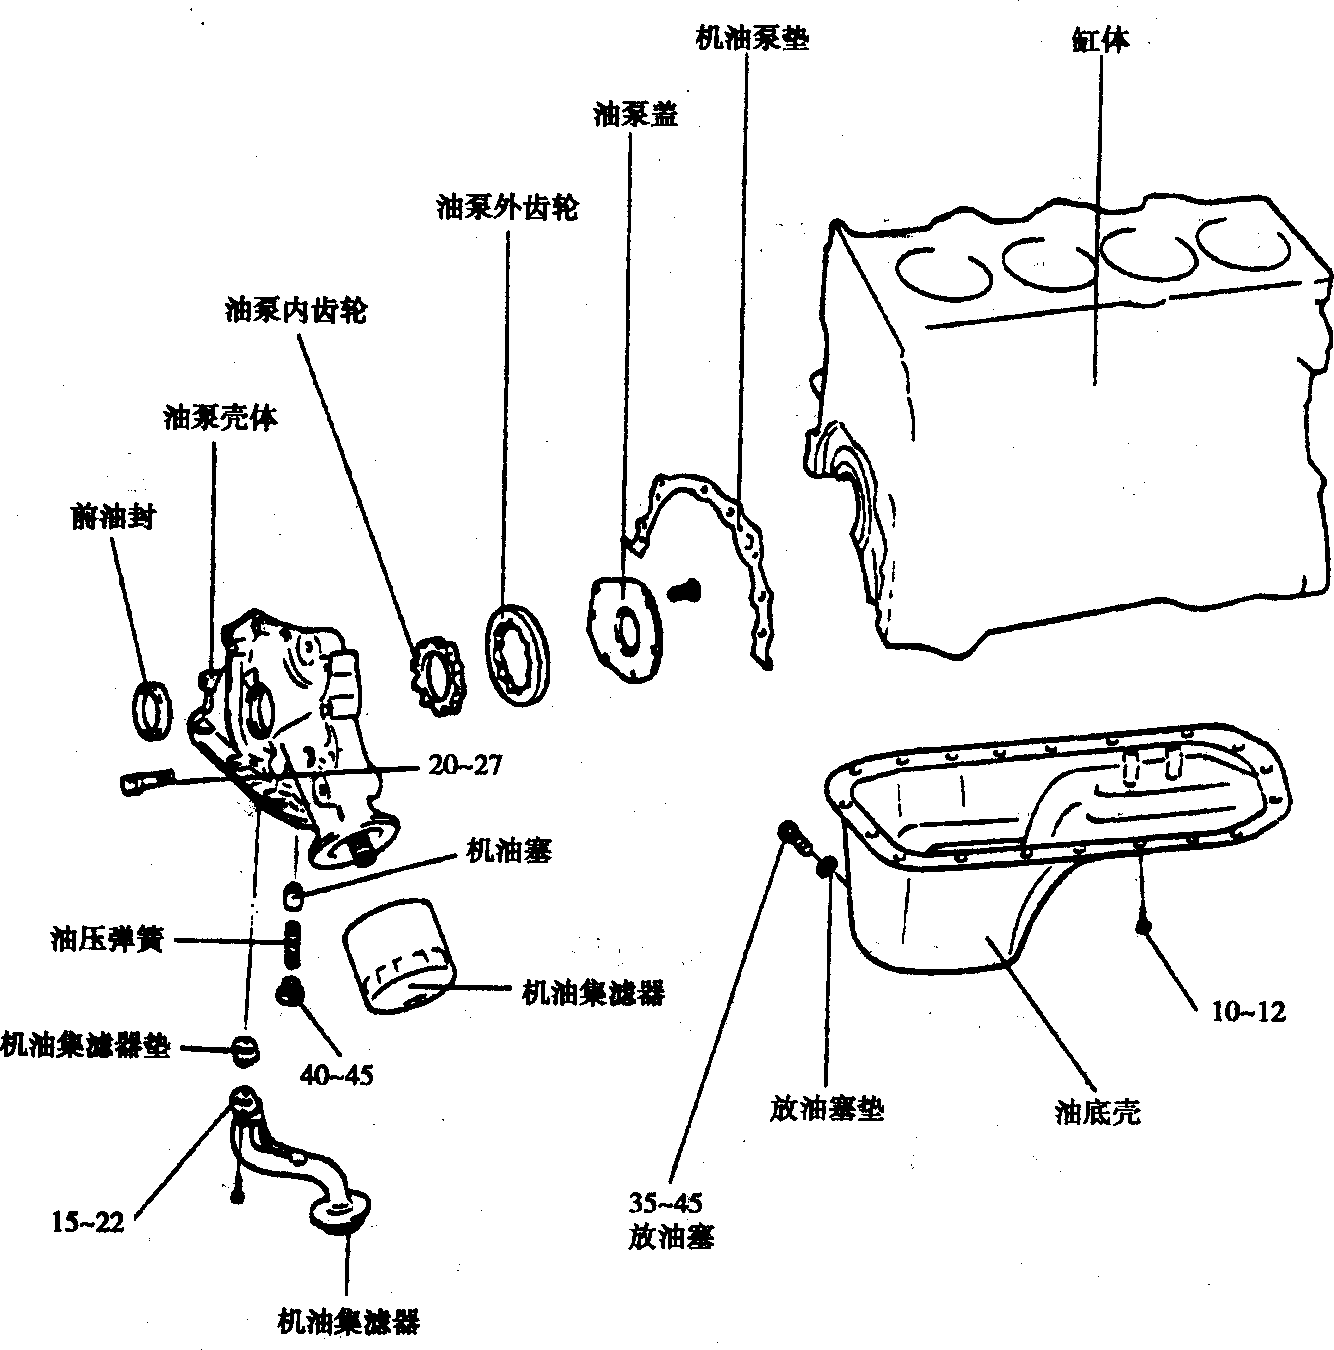 机油泵垫
缸体
油泵盖
油泵外齿轮
油泵内齿轮
油泵壳体
前油封
20~27
机油塞
油压弹簧
机油集滤器
10~12
机油集滤器垫
40~45
放油塞垫
油底壳
35~45
放油塞
15~22
机油集滤器